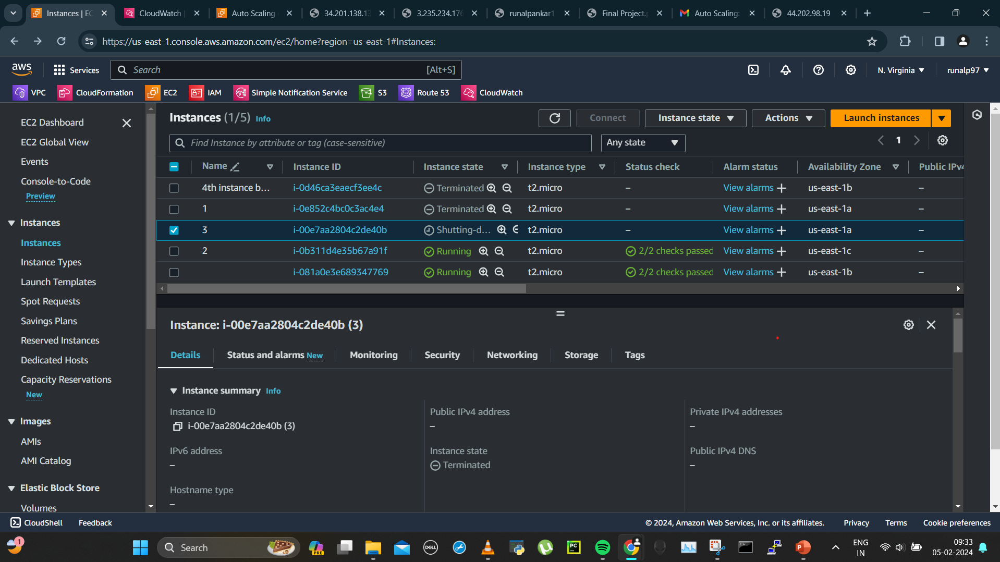 Instances | EC
CloudWatch |
Auto Scaling
34.201.138.13
3.235.234.176
runalpankar1
Final Project.p
Auto Scaling:
44.202.98.19
https://us-east-1.console.aws.amazon.com/ec2/home?region=us-east-1#Instances:
aws
Services
Search
[Alt+S]
N. Virginia
runalp97
VPC
CloudFormation
EC2
IAM
Simple Notification Service
S3
Route 53
CloudWatch
EC2 Dashboard
EC2 Global View
Events
Console-to-Code
Preview
Instances
Instances
Instance Types
Launch Templates
Spot Requests
Savings Plans
Reserved Instances
Dedicated Hosts
Capacity Reservations
New
Images
AMIs
AMI Catalog
Elastic Block Store
Volumes
Instances (1/5) Info
Connect
Instance state
Actions
Launch instances
Find Instance by attribute or tag (case-sensitive)
Any state
1
Name Instance ID Instance state Instance type Status check Alarm status Availability Zone Public IPv4
4th instance b... i-0d46ca3eaecf3ee4c Terminated t2.micro – View alarms + us-east-1b –
1 i-0e852c4bc0c3ac4e4 Terminated t2.micro – View alarms + us-east-1a –
3 i-00e7aa2804c2de40b Shutting-d... t2.micro – View alarms + us-east-1a –
2 i-0b311d4e35b67a91f Running t2.micro 2/2 checks passed View alarms + us-east-1c –
i-081a0e3e689347769 Running t2.micro 2/2 checks passed View alarms + us-east-1b –
Instance: i-00e7aa2804c2de40b (3)
Details
Status and alarms New
Monitoring
Security
Networking
Storage
Tags
Instance summary Info
Instance ID
i-00e7aa2804c2de40b (3)
Public IPv4 address
–
Private IPv4 addresses
–
IPv6 address
–
Instance state
Terminated
Public IPv4 DNS
–
Hostname type
–
CloudShell
Feedback
© 2024, Amazon Web Services, Inc. or its affiliates.
Privacy
Terms
Cookie preferences
1
Search
PRE
DELL
PC
ENG
IN
09:33
05-02-2024